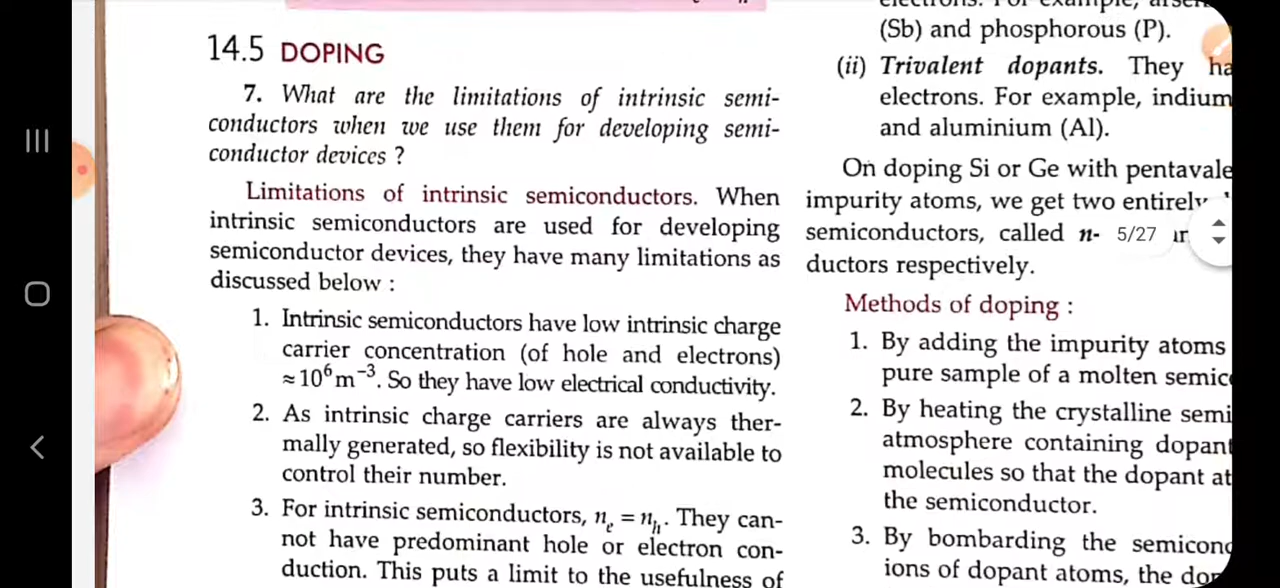 14.5 DOPING
7. What are the limitations of intrinsic semi-
conductors when we use them for developing semi-
conductor devices ?
Limitations of intrinsic semiconductors. When
intrinsic semiconductors are used for developing
semiconductor devices, they have many limitations as
discussed below :
1. Intrinsic semiconductors have low intrinsic charge
carrier concentration (of hole and electrons)
≈ 10⁶ m⁻³. So they have low electrical conductivity.
2. As intrinsic charge carriers are always ther-
mally generated, so flexibility is not available to
control their number.
3. For intrinsic semiconductors, nₑ = nₕ. They can-
not have predominant hole or electron con-
duction. This puts a limit to the usefulness of
electrons. For example,
(Sb) and phosphorous (P).
(ii) Trivalent dopants. They
electrons. For example, indium
and aluminium (Al).
On doping Si or Ge with
impurity atoms, we get two entirely
semiconductors, called n-
ductors respectively.
5/27
Methods of doping :
1. By adding the impurity atoms
pure sample of a molten
2. By heating the crystalline
atmosphere containing
molecules so that the dopant
the semiconductor.
3. By bombarding the
ions of dopant atoms, the